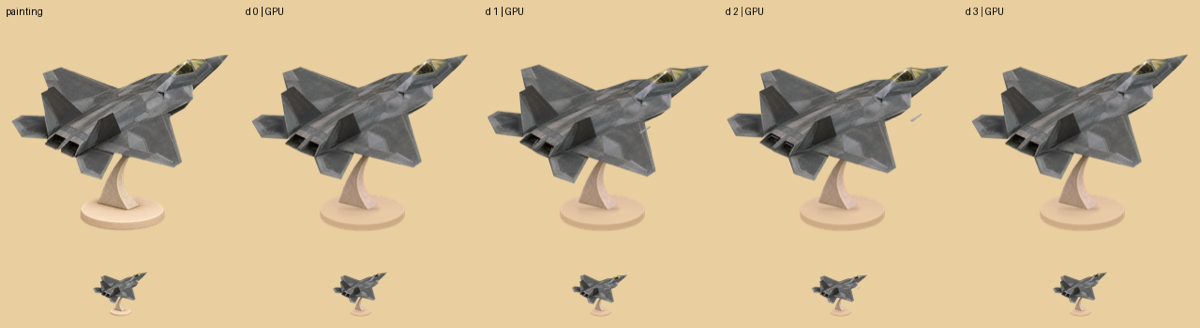 painting
d 0 | GPU
d 1 | GPU
d 2 | GPU
d 3 | GPU